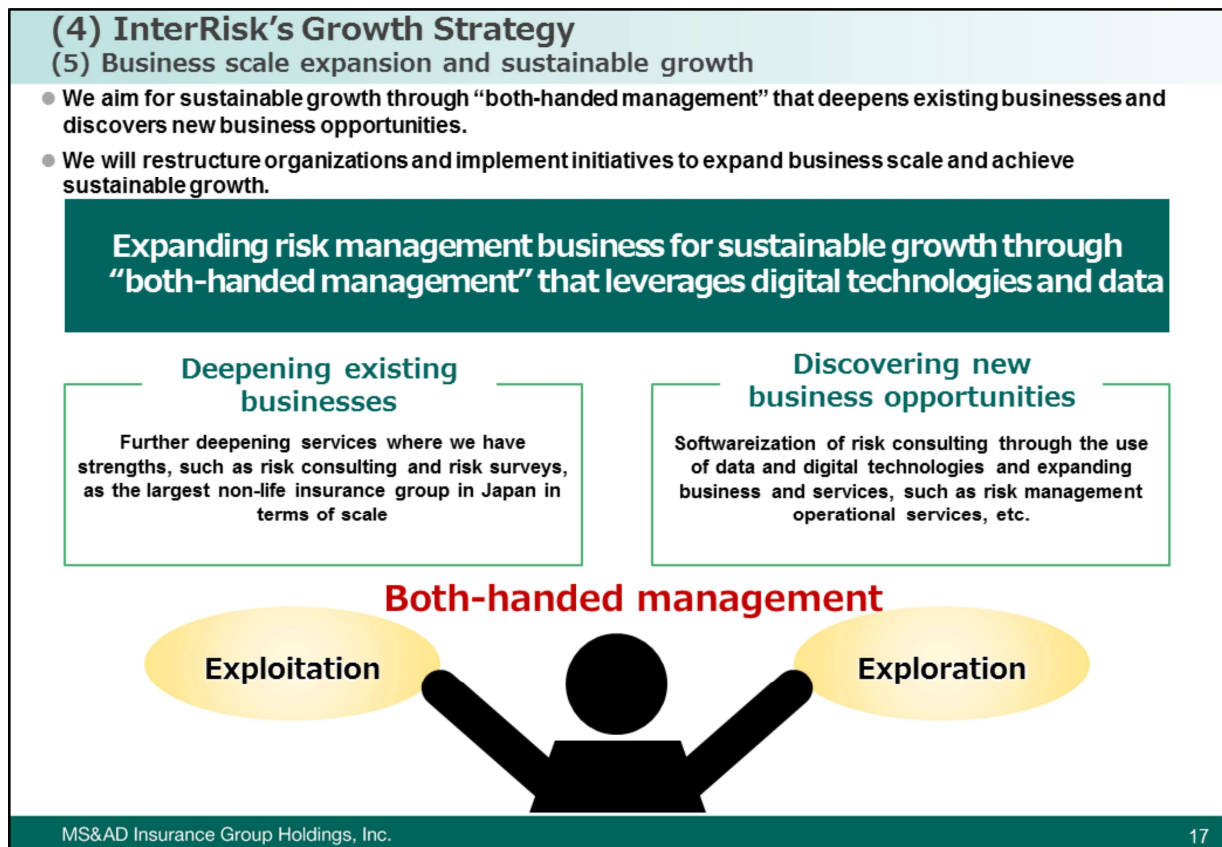 (4) InterRisk's Growth Strategy
(5) Business scale expansion and sustainable growth
● We aim for sustainable growth through “both-handed management” that deepens existing businesses and
discovers new business opportunities.
● We will restructure organizations and implement initiatives to expand business scale and achieve
sustainable growth.
Expanding risk management business for sustainable growth through
“both-handed management” that leverages digital technologies and data
Deepening existing
businesses
Further deepening services where we have
strengths, such as risk consulting and risk surveys,
as the largest non-life insurance group in Japan in
terms of scale
Discovering new
business opportunities
Softwareization of risk consulting through the use
of data and digital technologies and expanding
business and services, such as risk management
operational services, etc.
Both-handed management
Exploitation
Exploration
MS&AD Insurance Group Holdings, Inc.
17